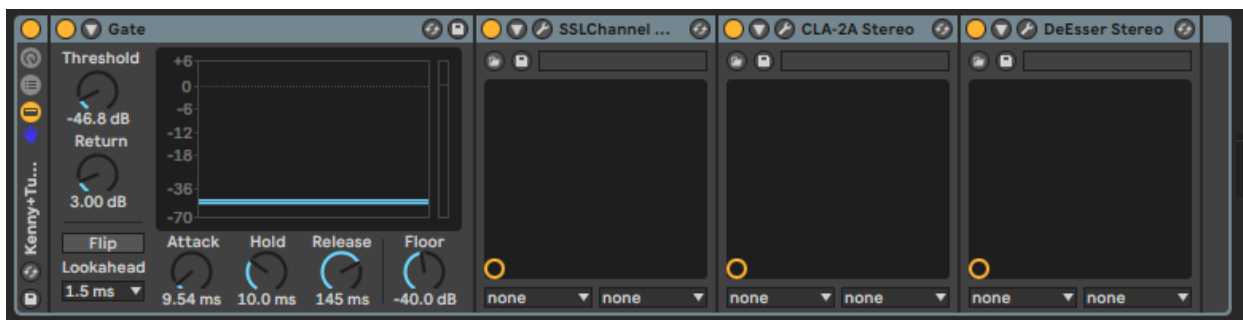 Kenny+Tu...
Gate
Threshold
-46.8 dB
Return
3.00 dB
Flip
Lookahead
1.5 ms
+6
0
-6
-12
-18
-36
-70
Attack
9.54 ms
Hold
10.0 ms
Release
145 ms
Floor
-40.0 dB
SSLChannel ...
none
none
CLA-2A Stereo
none
none
DeEsser Stereo
none
none